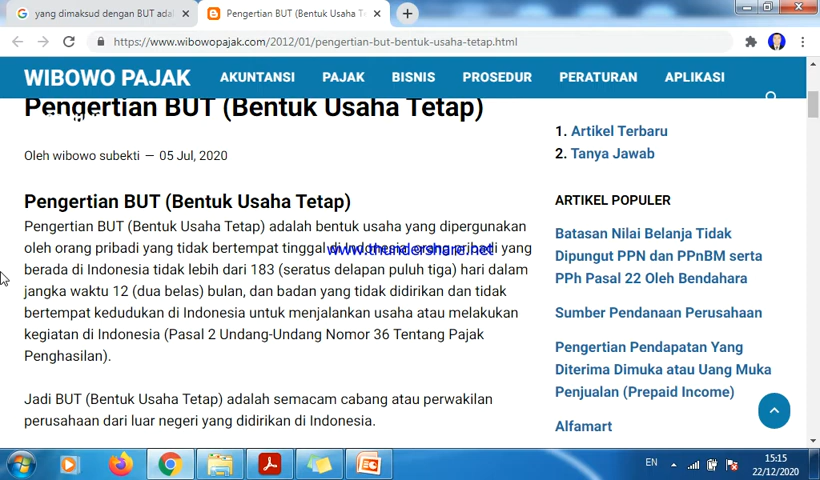 yang dimaksud dengan BUT adal
Pengertian BUT (Bentuk Usaha T
https://www.wibowopajak.com/2012/01/pengertian-but-bentuk-usaha-tetap.html
WIBOWO PAJAK
AKUNTANSI PAJAK BISNIS PROSEDUR PERATURAN APLIKASI
Pengertian BUT (Bentuk Usaha Tetap)
Oleh wibowo subekti — 05 Jul, 2020
Pengertian BUT (Bentuk Usaha Tetap)
Pengertian BUT (Bentuk Usaha Tetap) adalah bentuk usaha yang dipergunakan
oleh orang pribadi yang tidak bertempat tinggal di Indonesia, orang pribadi yang
berada di Indonesia tidak lebih dari 183 (seratus delapan puluh tiga) hari dalam
jangka waktu 12 (dua belas) bulan, dan badan yang tidak didirikan dan tidak
bertempat kedudukan di Indonesia untuk menjalankan usaha atau melakukan
kegiatan di Indonesia (Pasal 2 Undang-Undang Nomor 36 Tentang Pajak
Penghasilan).
Jadi BUT (Bentuk Usaha Tetap) adalah semacam cabang atau perwakilan
perusahaan dari luar negeri yang didirikan di Indonesia.
www.thundershare.net
1. Artikel Terbaru
2. Tanya Jawab
ARTIKEL POPULER
Batasan Nilai Belanja Tidak
Dipungut PPN dan PPnBM serta
PPh Pasal 22 Oleh Bendahara
Sumber Pendanaan Perusahaan
Pengertian Pendapatan Yang
Diterima Dimuka atau Uang Muka
Penjualan (Prepaid Income)
Alfamart
EN
15:15
22/12/2020